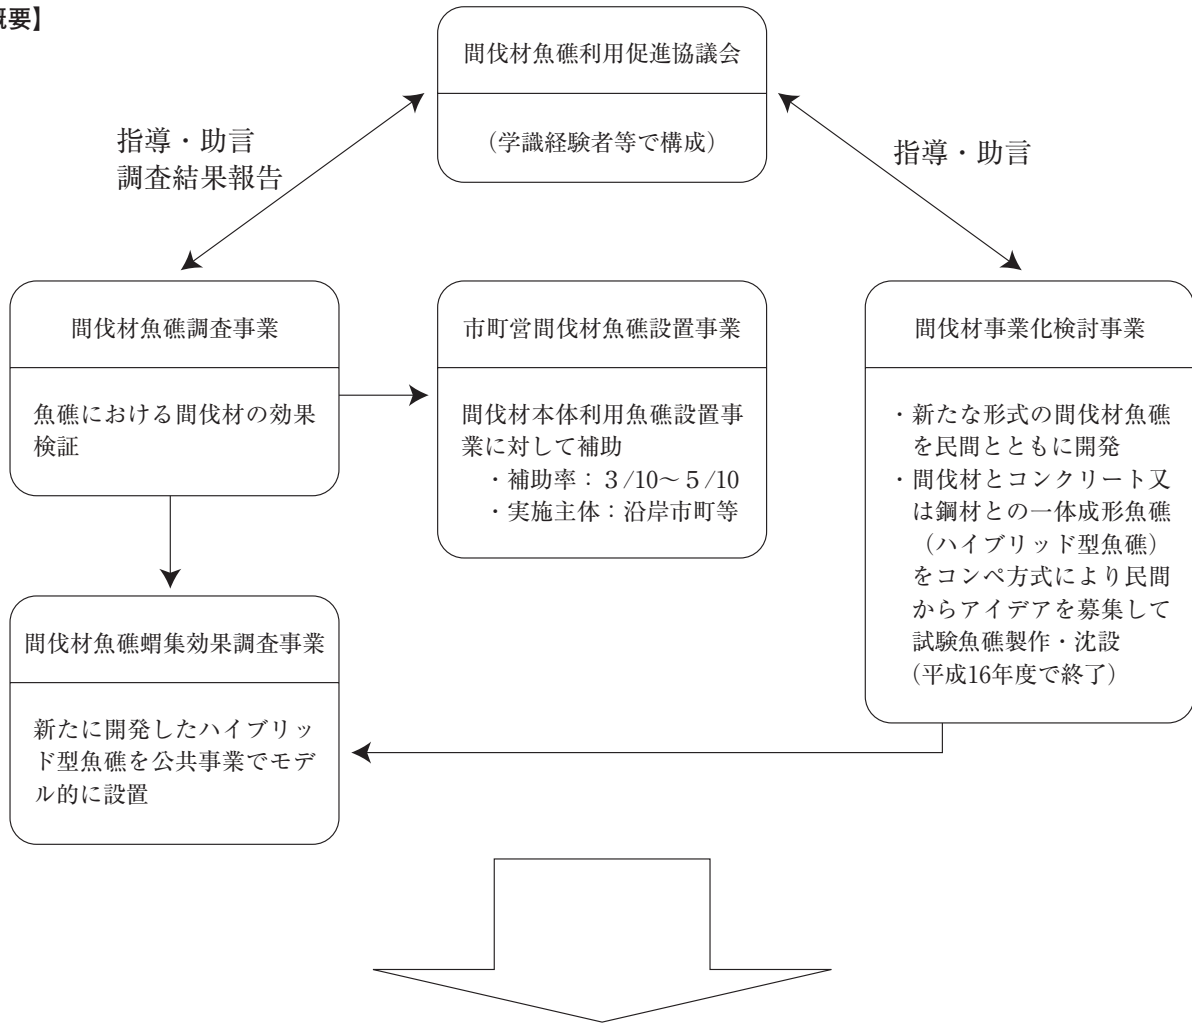 概要】
間伐材魚礁利用促進協議会
（学識経験者等で構成）
指導・助言
調査結果報告
指導・助言
間伐材魚礁調査事業
魚礁における間伐材の効果
検証
市町営間伐材魚礁設置事業
間伐材本体利用魚礁設置事
業に対して補助
・補助率：３/10～５/10
・実施主体：沿岸市町等
間伐材事業化検討事業
・新たな形式の間伐材魚礁
を民間とともに開発
・間伐材とコンクリート又
は鋼材との一体成形魚礁
（ハイブリッド型魚礁）
をコンペ方式により民間
からアイデアを募集して
試験魚礁製作・沈設
（平成16年度で終了）
間伐材魚礁蝟集効果調査事業
新たに開発したハイブリッ
ド型魚礁を公共事業でモデ
ル的に設置